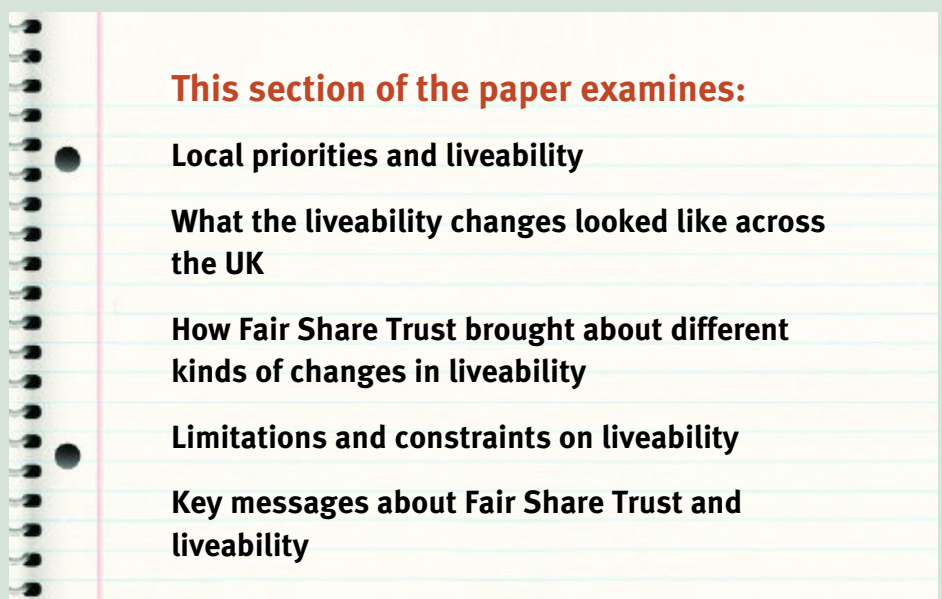 This section of the paper examines:
Local priorities and liveability
What the liveability changes looked like across
the UK
How Fair Share Trust brought about different
kinds of changes in liveability
Limitations and constraints on liveability
Key messages about Fair Share Trust and
liveability